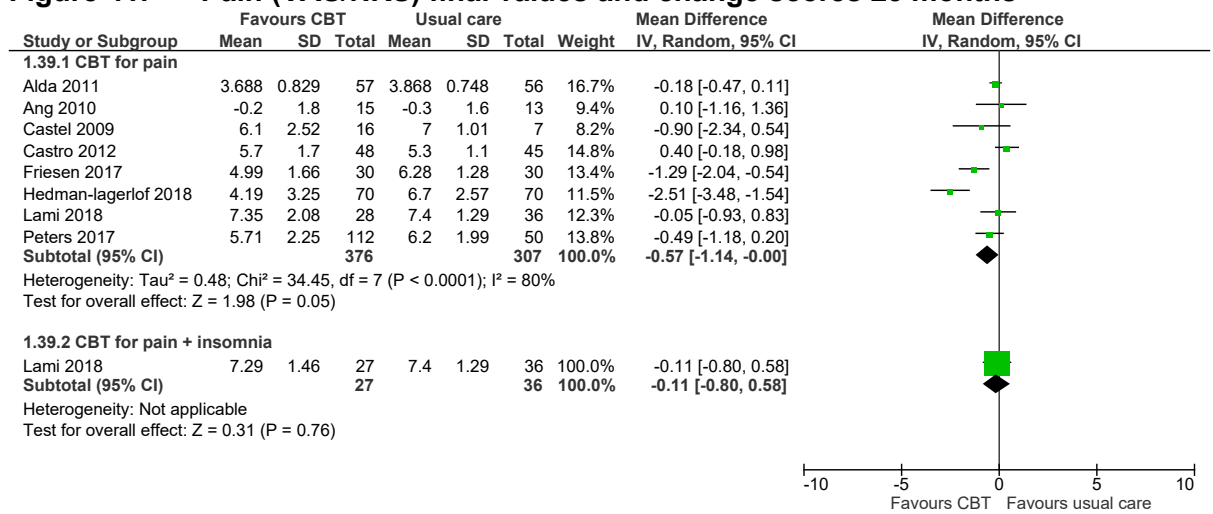 Favours CBT Usual care Mean Difference Mean Difference
Study or Subgroup Mean SD Total Mean SD Total Weight IV, Random, 95% CI IV, Random, 95% CI
1.39.1 CBT for pain
Alda 2011 3.688 0.829 57 3.868 0.748 56 16.7% -0.18 [-0.47, 0.11]
Ang 2010 -0.2 1.8 15 -0.3 1.6 13 9.4% 0.10 [-1.16, 1.36]
Castel 2009 6.1 2.52 16 7 1.01 7 8.2% -0.90 [-2.34, 0.54]
Castro 2012 5.7 1.7 48 5.3 1.1 45 14.8% 0.40 [-0.18, 0.98]
Friesen 2017 4.99 1.66 30 6.28 1.28 30 13.4% -1.29 [-2.04, -0.54]
Hedman-lagerlof 2018 4.19 3.25 70 6.7 2.57 70 11.5% -2.51 [-3.48, -1.54]
Lami 2018 7.35 2.08 28 7.4 1.29 36 12.3% -0.05 [-0.93, 0.83]
Peters 2017 5.71 2.25 112 6.2 1.99 50 13.8% -0.49 [-1.18, 0.20]
Subtotal (95% CI) 376 307 100.0% -0.57 [-1.14, -0.00]
Heterogeneity: Tau² = 0.48; Chi² = 34.45, df = 7 (P < 0.0001); I² = 80%
Test for overall effect: Z = 1.98 (P = 0.05)
1.39.2 CBT for pain + insomnia
Lami 2018 7.29 1.46 27 7.4 1.29 36 100.0% -0.11 [-0.80, 0.58]
Subtotal (95% CI) 27 36 100.0% -0.11 [-0.80, 0.58]
Heterogeneity: Not applicable
Test for overall effect: Z = 0.31 (P = 0.76)
-10 -5 0 5 10
Favours CBT Favours usual care